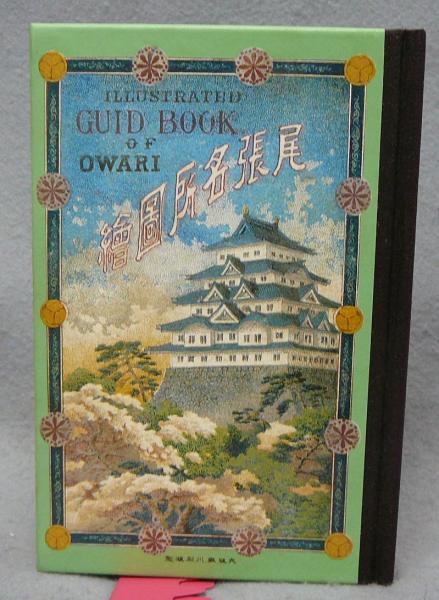 ILLUSTRATED
GUID BOOK
OF
OWARI
尾張名所圖繪